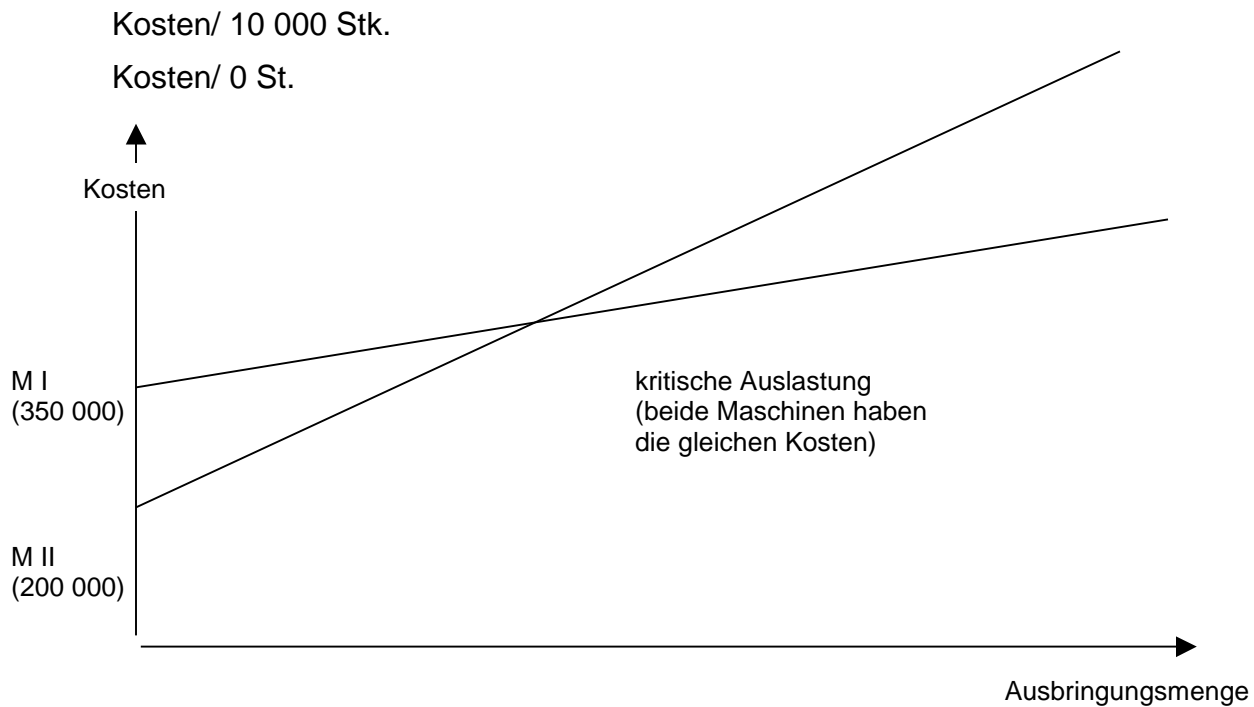 Kosten/ 10 000 Stk.
Kosten/ 0 St.
Kosten
M I
(350 000)
kritische Auslastung
(beide Maschinen haben
die gleichen Kosten)
M II
(200 000)
Ausbringungsmenge